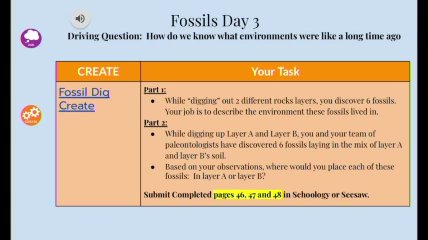 Fossils Day 3
Driving Question: How do we know what environments were like a long time ago
CREATE
Your Task
Fossil Dig
Create
Part 1:
● While “digging” out 2 different rocks layers, you discover 6 fossils.
Your job is to describe the environment these fossils lived in.
Part 2:
● While digging up Layer A and Layer B, you and your team of
paleontologists have discovered 6 fossils laying in the mix of layer A
and layer B’s soil.
● Based on your observations, where would you place each of these
fossils: In layer A or layer B?
Submit Completed pages 46, 47 and 48 in Schoology or Seesaw.